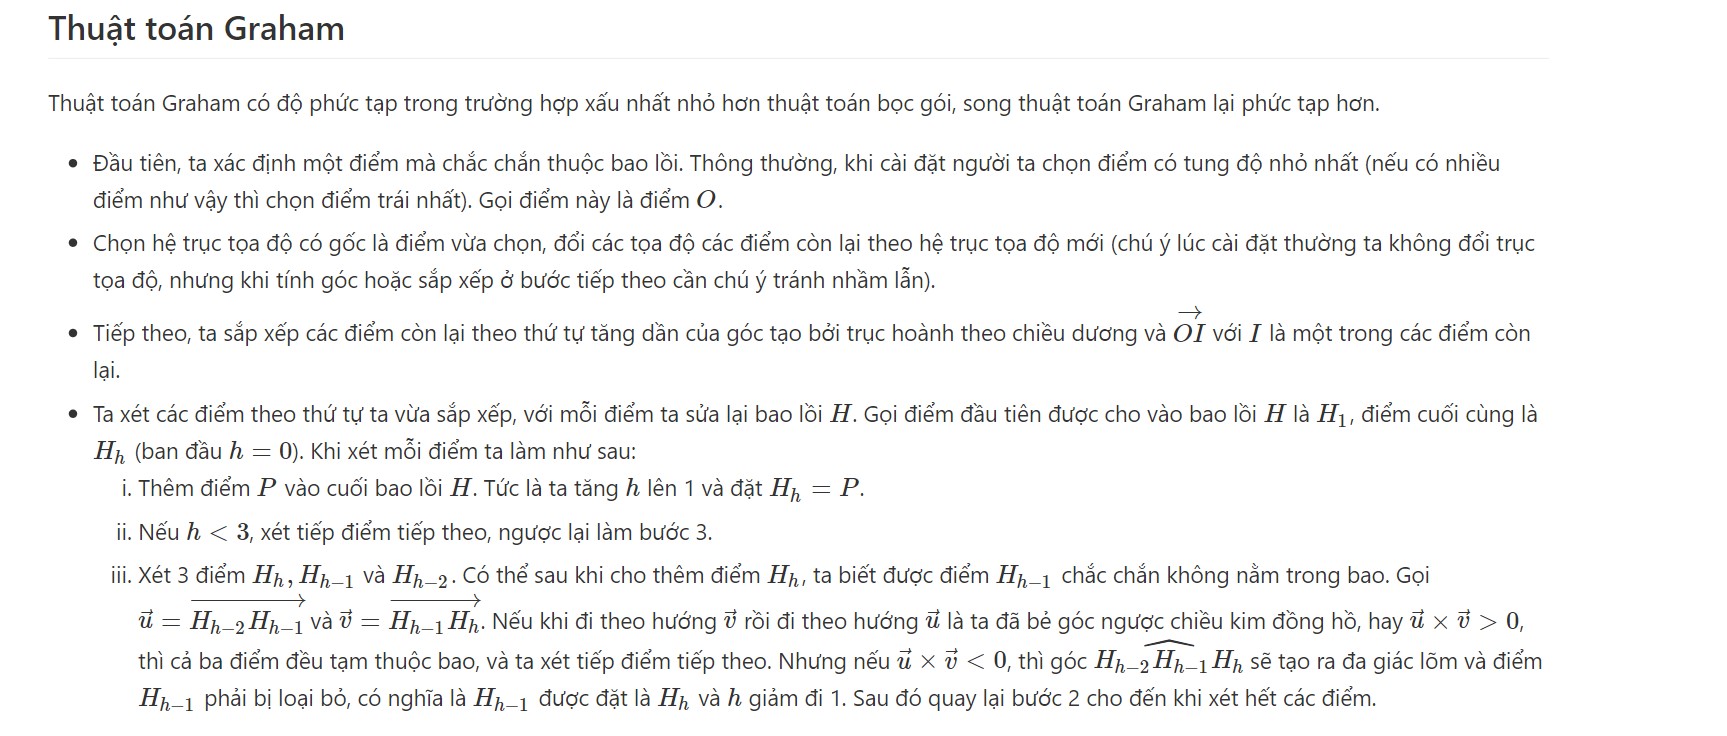 Thuật toán Graham
Thuật toán Graham có độ phức tạp trong trường hợp xấu nhất nhỏ hơn thuật toán bọc gói, song thuật toán Graham lại phức tạp hơn.
• Đầu tiên, ta xác định một điểm mà chắc chắn thuộc bao lồi. Thông thường, khi cài đặt người ta chọn điểm có tung độ nhỏ nhất (nếu có nhiều
điểm như vậy thì chọn điểm trái nhất). Gọi điểm này là điểm $O$.
• Chọn hệ trục tọa độ có gốc là điểm vừa chọn, đổi các tọa độ các điểm còn lại theo hệ trục tọa độ mới (chú ý lúc cài đặt thường ta không đổi trục
tọa độ, nhưng khi tính góc hoặc sắp xếp ở bước tiếp theo cần chú ý tránh nhầm lẫn).
• Tiếp theo, ta sắp xếp các điểm còn lại theo thứ tự tăng dần của góc tạo bởi trục hoành theo chiều dương và $\overrightarrow{OI}$ với $I$ là một trong các điểm còn
lại.
• Ta xét các điểm theo thứ tự ta vừa sắp xếp, với mỗi điểm ta sửa lại bao lồi $H$. Gọi điểm đầu tiên được cho vào bao lồi $H$ là $H_1$, điểm cuối cùng là
$H_h$ (ban đầu $h = 0$). Khi xét mỗi điểm ta làm như sau:
i. Thêm điểm $P$ vào cuối bao lồi $H$. Tức là ta tăng $h$ lên 1 và đặt $H_h = P$.
ii. Nếu $h < 3$, xét tiếp điểm tiếp theo, ngược lại làm bước 3.
iii. Xét 3 điểm $H_h, H_{h-1}$ và $H_{h-2}$. Có thể sau khi cho thêm điểm $H_h$, ta biết được điểm $H_{h-1}$ chắc chắn không nằm trong bao. Gọi
$\vec{u} = \overrightarrow{H_{h-2}H_{h-1}}$ và $\vec{v} = \overrightarrow{H_{h-1}H_h}$. Nếu khi đi theo hướng $\vec{v}$ rồi đi theo hướng $\vec{u}$ là ta đã bẻ góc ngược chiều kim đồng hồ, hay $\vec{u} \times \vec{v} > 0$,
thì cả ba điểm đều tạm thuộc bao, và ta xét tiếp điểm tiếp theo. Nhưng nếu $\vec{u} \times \vec{v} < 0$, thì góc $H_{h-2}\widehat{H_{h-1}}H_h$ sẽ tạo ra đa giác lõm và điểm
$H_{h-1}$ phải bị loại bỏ, có nghĩa là $H_{h-1}$ được đặt là $H_h$ và $h$ giảm đi 1. Sau đó quay lại bước 2 cho đến khi xét hết các điểm.